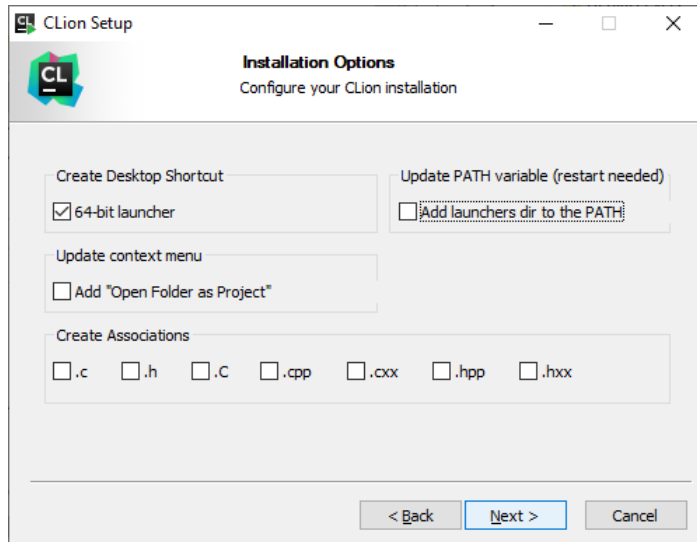 CLion Setup
CL
Installation Options
Configure your CLion installation
Create Desktop Shortcut
64-bit launcher
Update PATH variable (restart needed)
Add launchers dir to the PATH
Update context menu
Add "Open Folder as Project"
Create Associations
.c .h .C .cpp .cxx .hpp .hxx
< Back Next > Cancel